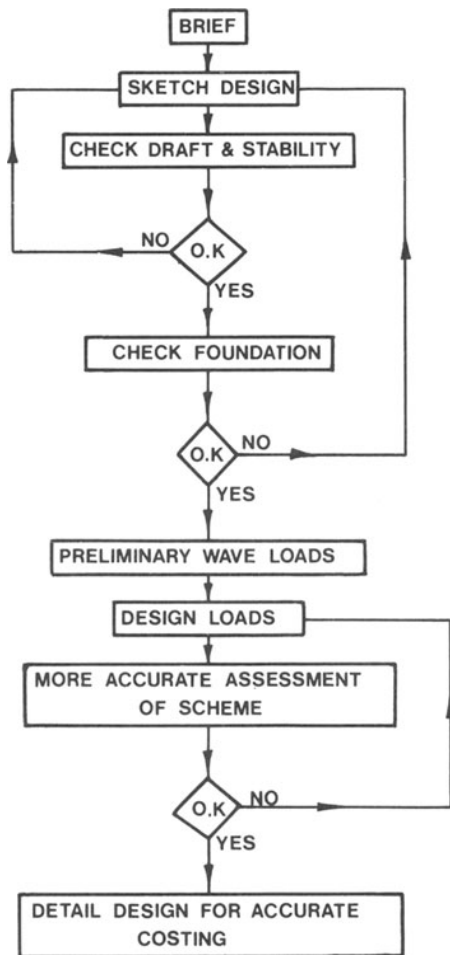 BRIEF
SKETCH DESIGN
CHECK DRAFT & STABILITY
NO
O.K
YES
CHECK FOUNDATION
O.K
NO
YES
PRELIMINARY WAVE LOADS
DESIGN LOADS
MORE ACCURATE ASSESSMENT
OF SCHEME
O.K
NO
YES
DETAIL DESIGN FOR ACCURATE
COSTING